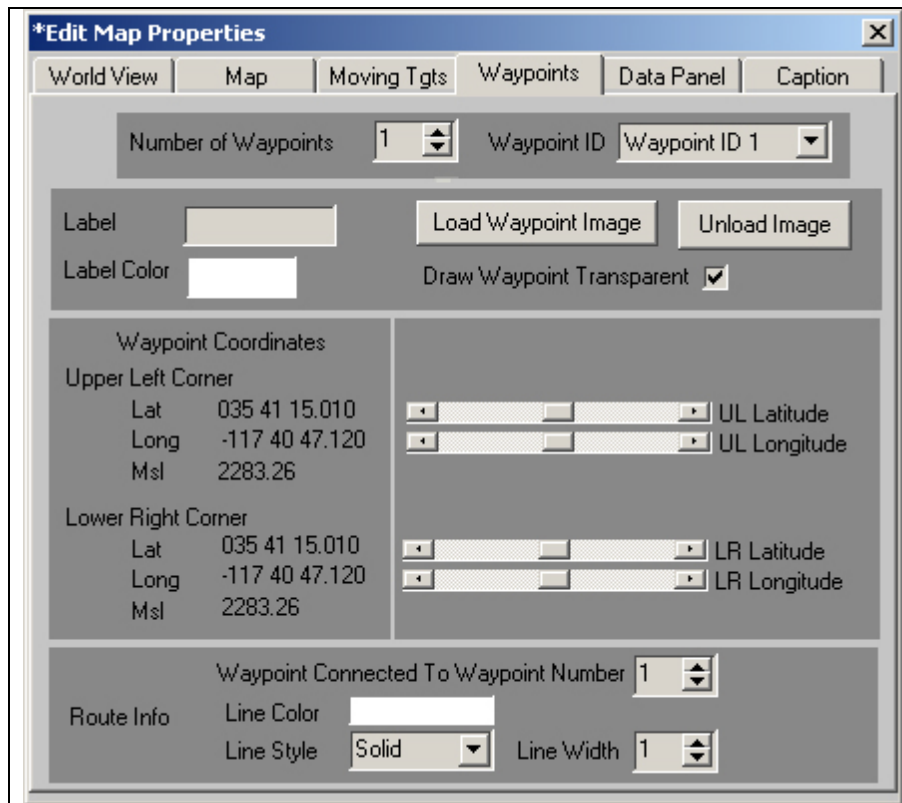 *Edit Map Properties
World View Map Moving Tgts Waypoints Data Panel Caption
Number of Waypoints 1 Waypoint ID Waypoint ID 1
Label Load Waypoint Image Unload Image
Label Color Draw Waypoint Transparent
Waypoint Coordinates
Upper Left Corner
Lat 035 41 15.010 UL Latitude
Long -117 40 47.120 UL Longitude
Msl 2283.26
Lower Right Corner
Lat 035 41 15.010 LR Latitude
Long -117 40 47.120 LR Longitude
Msl 2283.26
Waypoint Connected To Waypoint Number 1
Route Info Line Color
Line Style Solid Line Width 1